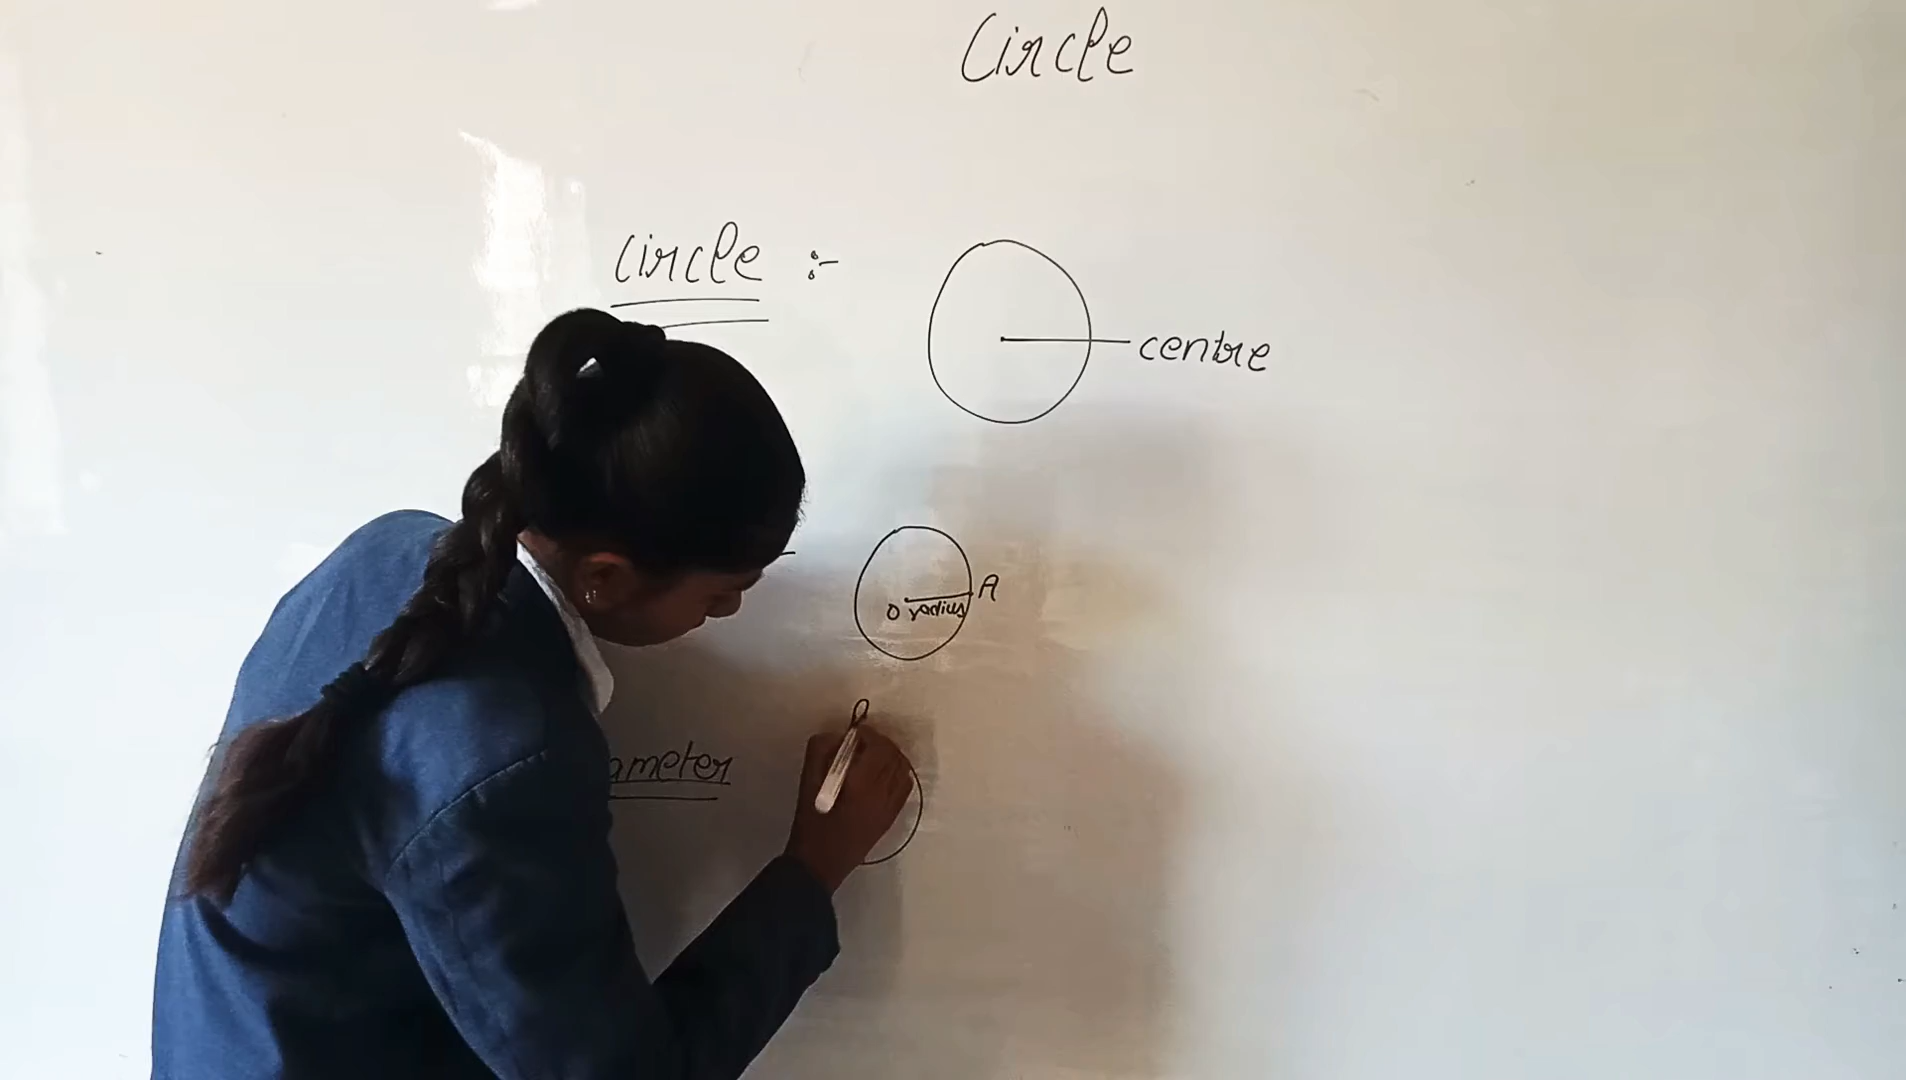 Circle
Circle :-
centre
A
O radius
ameter